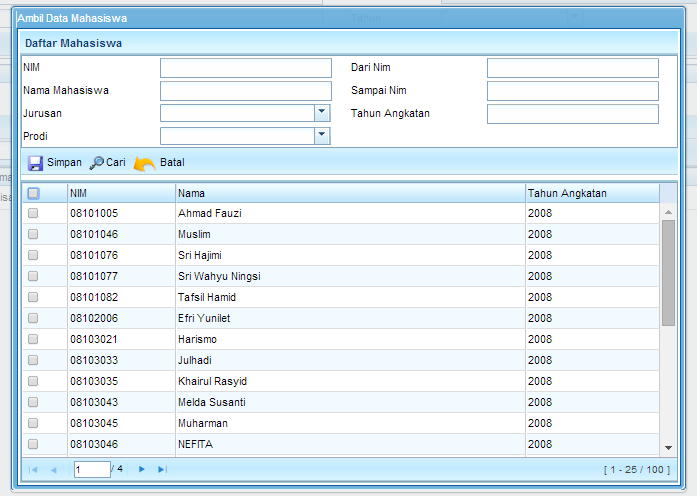 Ambil Data Mahasiswa
Daftar Mahasiswa
NIM Dari Nim
Nama Mahasiswa Sampai Nim
Jurusan Tahun Angkatan
Prodi
Simpan Cari Batal
NIM Nama Tahun Angkatan
08101005 Ahmad Fauzi 2008
08101046 Muslim 2008
08101076 Sri Hajimi 2008
08101077 Sri Wahyu Ningsi 2008
08101082 Tafsil Hamid 2008
08102006 Efri Yunilet 2008
08103021 Harismo 2008
08103033 Julhadi 2008
08103035 Khairul Rasyid 2008
08103043 Melda Susanti 2008
08103045 Muharman 2008
08103046 NEFITA 2008
1 / 4 [ 1 - 25 / 100 ]